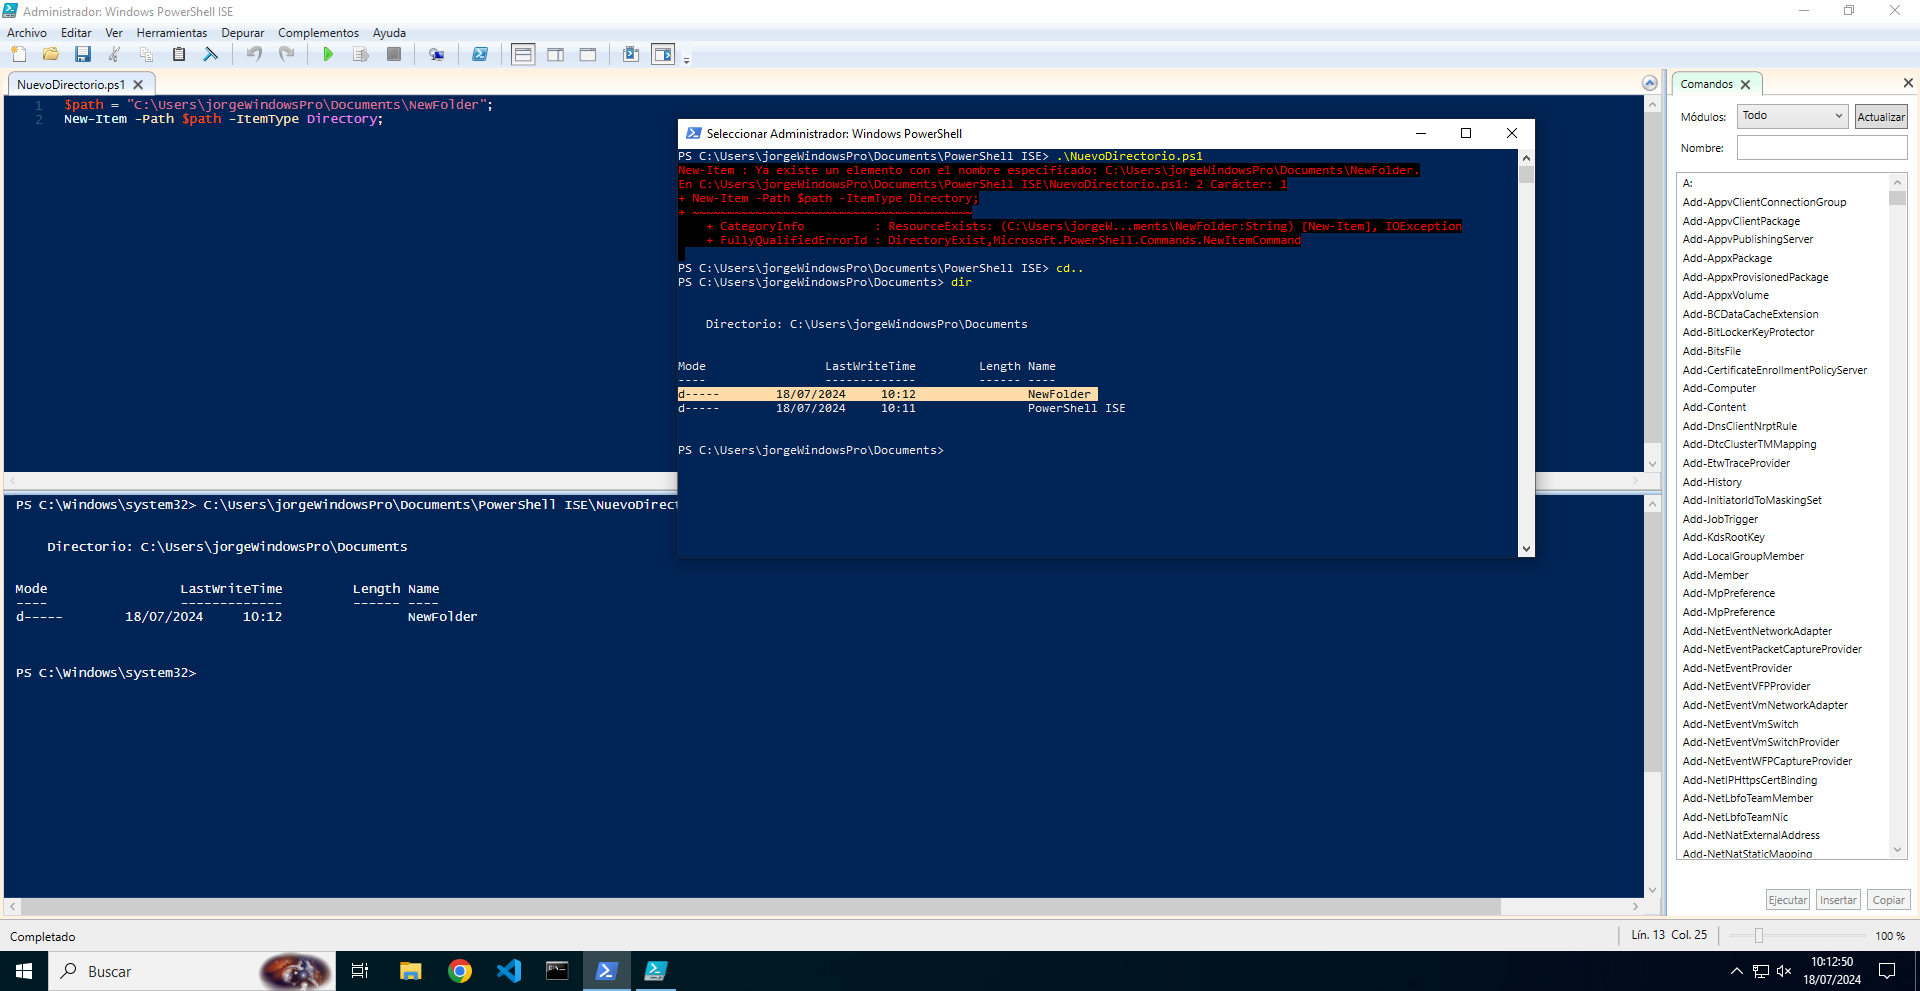 Administrador: Windows PowerShell ISE
Archivo Editar Ver Herramientas Depurar Complementos Ayuda
NuevoDirectorio.ps1
1 $path = "C:\Users\jorgeWindowsPro\Documents\NewFolder";
2 New-Item -Path $path -ItemType Directory;
Seleccionar Administrador: Windows PowerShell
PS C:\Users\jorgeWindowsPro\Documents\PowerShell ISE> .\NuevoDirectorio.ps1
New-Item : Ya existe un elemento con el nombre especificado: C:\Users\jorgeWindowsPro\Documents\NewFolder.
En C:\Users\jorgeWindowsPro\Documents\PowerShell ISE\NuevoDirectorio.ps1: 2 Carácter: 1
+ New-Item -Path $path -ItemType Directory;
+ ~~~~~~~~~~~~~~~~~~~~~~~~~~~~~~~~~~~~~~~~
+ CategoryInfo : ResourceExists: (C:\Users\jorgeW...ments\NewFolder:String) [New-Item], IOException
+ FullyQualifiedErrorId : DirectoryExist,Microsoft.PowerShell.Commands.NewItemCommand
PS C:\Users\jorgeWindowsPro\Documents\PowerShell ISE> cd..
PS C:\Users\jorgeWindowsPro\Documents> dir
Directorio: C:\Users\jorgeWindowsPro\Documents
Mode LastWriteTime Length Name
---- ------------- ------ ----
d----- 18/07/2024 10:12 NewFolder
d----- 18/07/2024 10:11 PowerShell ISE
PS C:\Users\jorgeWindowsPro\Documents>
PS C:\Windows\system32> C:\Users\jorgeWindowsPro\Documents\PowerShell ISE\NuevoDirect
Directorio: C:\Users\jorgeWindowsPro\Documents
Mode LastWriteTime Length Name
---- ------------- ------ ----
d----- 18/07/2024 10:12 NewFolder
PS C:\Windows\system32>
Comandos
Módulos: Todo Actualizar
Nombre:
A:
Add-AppvClientConnectionGroup
Add-AppvClientPackage
Add-AppvPublishingServer
Add-AppxPackage
Add-AppxProvisionedPackage
Add-AppxVolume
Add-BCDataCacheExtension
Add-BitLockerKeyProtector
Add-BitsFile
Add-CertificateEnrollmentPolicyServer
Add-Computer
Add-Content
Add-DnsClientNrptRule
Add-DtcClusterTMMapping
Add-EtwTraceProvider
Add-History
Add-InitiatorIdToMaskingSet
Add-JobTrigger
Add-KdsRootKey
Add-LocalGroupMember
Add-Member
Add-MpPreference
Add-MpPreference
Add-NetEventNetworkAdapter
Add-NetEventPacketCaptureProvider
Add-NetEventProvider
Add-NetEventVFPProvider
Add-NetEventVmNetworkAdapter
Add-NetEventVmSwitch
Add-NetEventVmSwitchProvider
Add-NetEventWFPCaptureProvider
Add-NetIPHttpsCertBinding
Add-NetLbfoTeamMember
Add-NetLbfoTeamNic
Add-NetNatExternalAddress
Add-NetNatStaticMapping
Ejecutar Insertar Copiar
Completado
Lín. 13 Col. 25
100 %
Buscar
10:12:50
18/07/2024